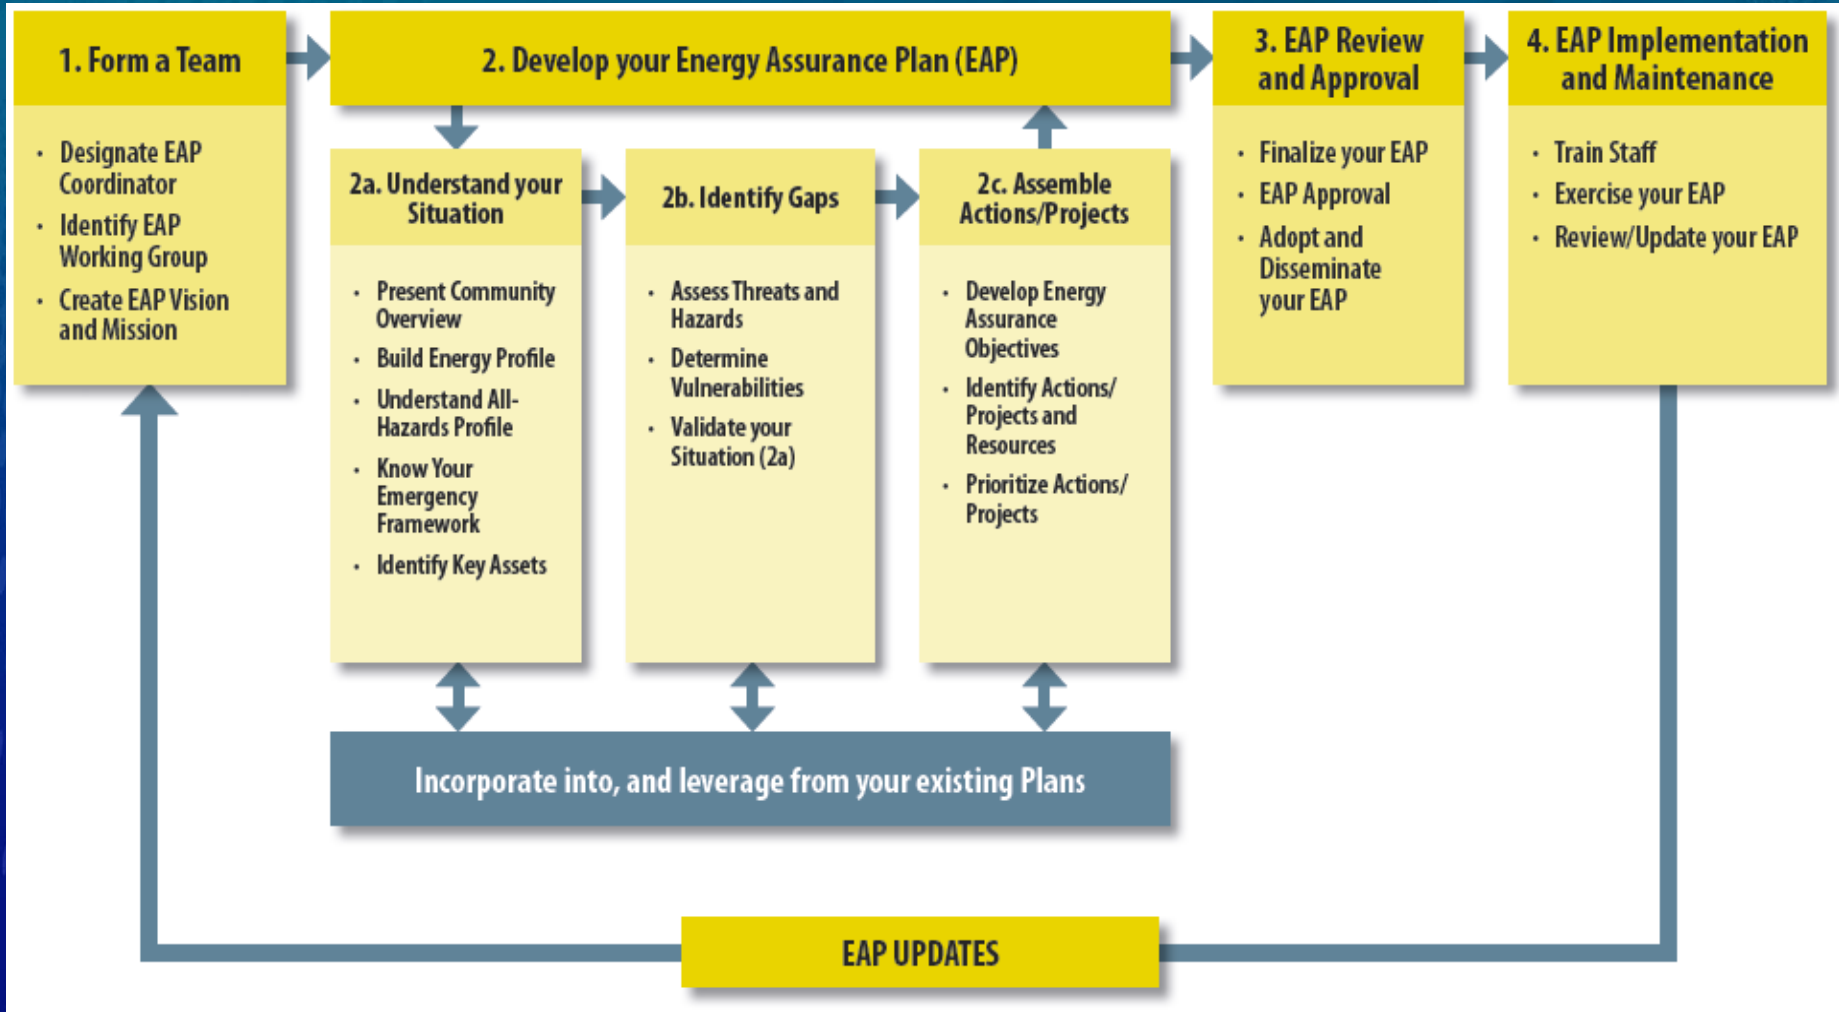 1. Form a Team
• Designate EAP
Coordinator
• Identify EAP
Working Group
• Create EAP Vision
and Mission
2. Develop your Energy Assurance Plan (EAP)
2a. Understand your
Situation
• Present Community
Overview
• Build Energy Profile
• Understand All-
Hazards Profile
• Know Your
Emergency
Framework
• Identify Key Assets
2b. Identify Gaps
• Assess Threats and
Hazards
• Determine
Vulnerabilities
• Validate your
Situation (2a)
2c. Assemble
Actions/Projects
• Develop Energy
Assurance
Objectives
• Identify Actions/
Projects and
Resources
• Prioritize Actions/
Projects
Incorporate into, and leverage from your existing Plans
3. EAP Review
and Approval
• Finalize your EAP
• EAP Approval
• Adopt and
Disseminate
your EAP
4. EAP Implementation
and Maintenance
• Train Staff
• Exercise your EAP
• Review/Update your EAP
EAP UPDATES